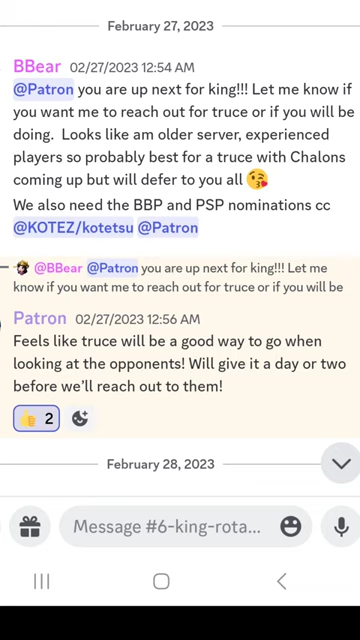 February 27, 2023
BBear 02/27/2023 12:54 AM
@Patron you are up next for king!!! Let me know if
you want me to reach out for truce or if you will be
doing. Looks like am older server, experienced
players so probably best for a truce with Chalons
coming up but will defer to you all 😘
We also need the BBP and PSP nominations cc
@KOTEZ/kotetsu @Patron
@BBear @Patron you are up next for king!!! Let me
know if you want me to reach out for truce or if you will be
Patron 02/27/2023 12:56 AM
Feels like truce will be a good way to go when
looking at the opponents! Will give it a day or two
before we’ll reach out to them!
👍 2
February 28, 2023
Message #6-king-rota...